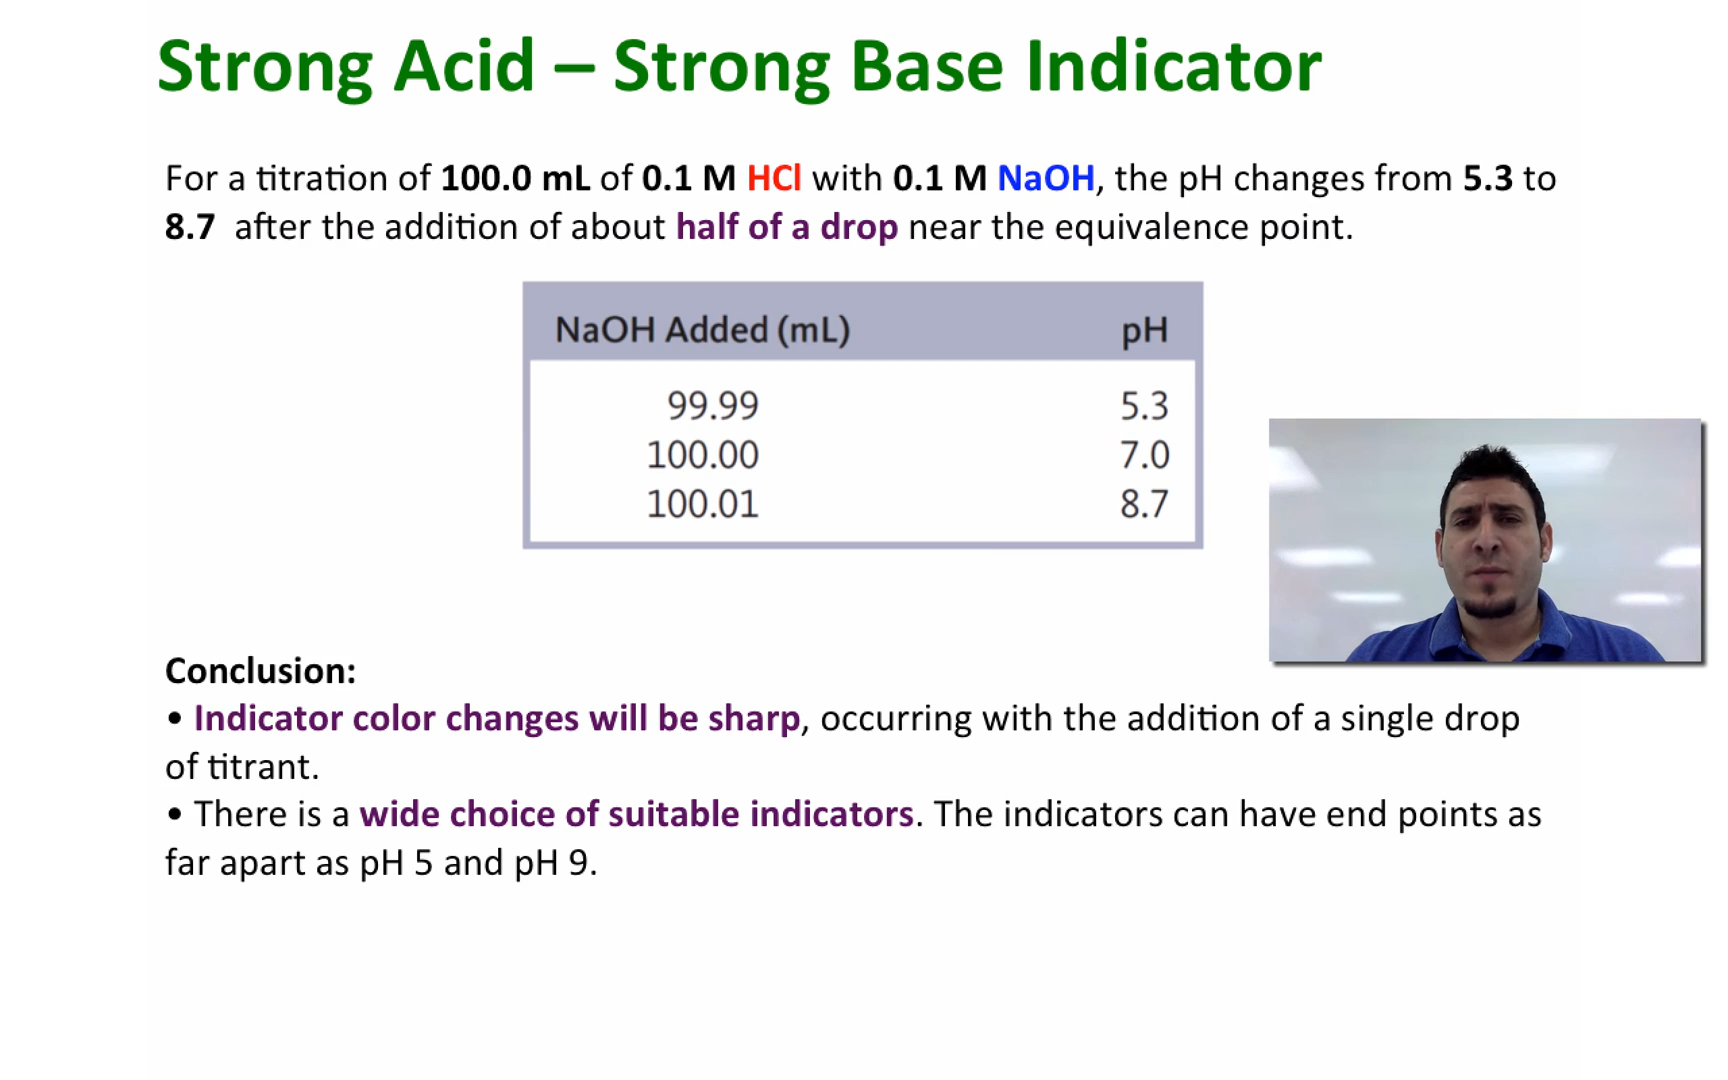 Strong Acid – Strong Base Indicator
For a titration of 100.0 mL of 0.1 M HCl with 0.1 M NaOH, the pH changes from 5.3 to
8.7 after the addition of about half of a drop near the equivalence point.
NaOH Added (mL) pH
99.99 5.3
100.00 7.0
100.01 8.7
Conclusion:
• Indicator color changes will be sharp, occurring with the addition of a single drop
of titrant.
• There is a wide choice of suitable indicators. The indicators can have end points as
far apart as pH 5 and pH 9.